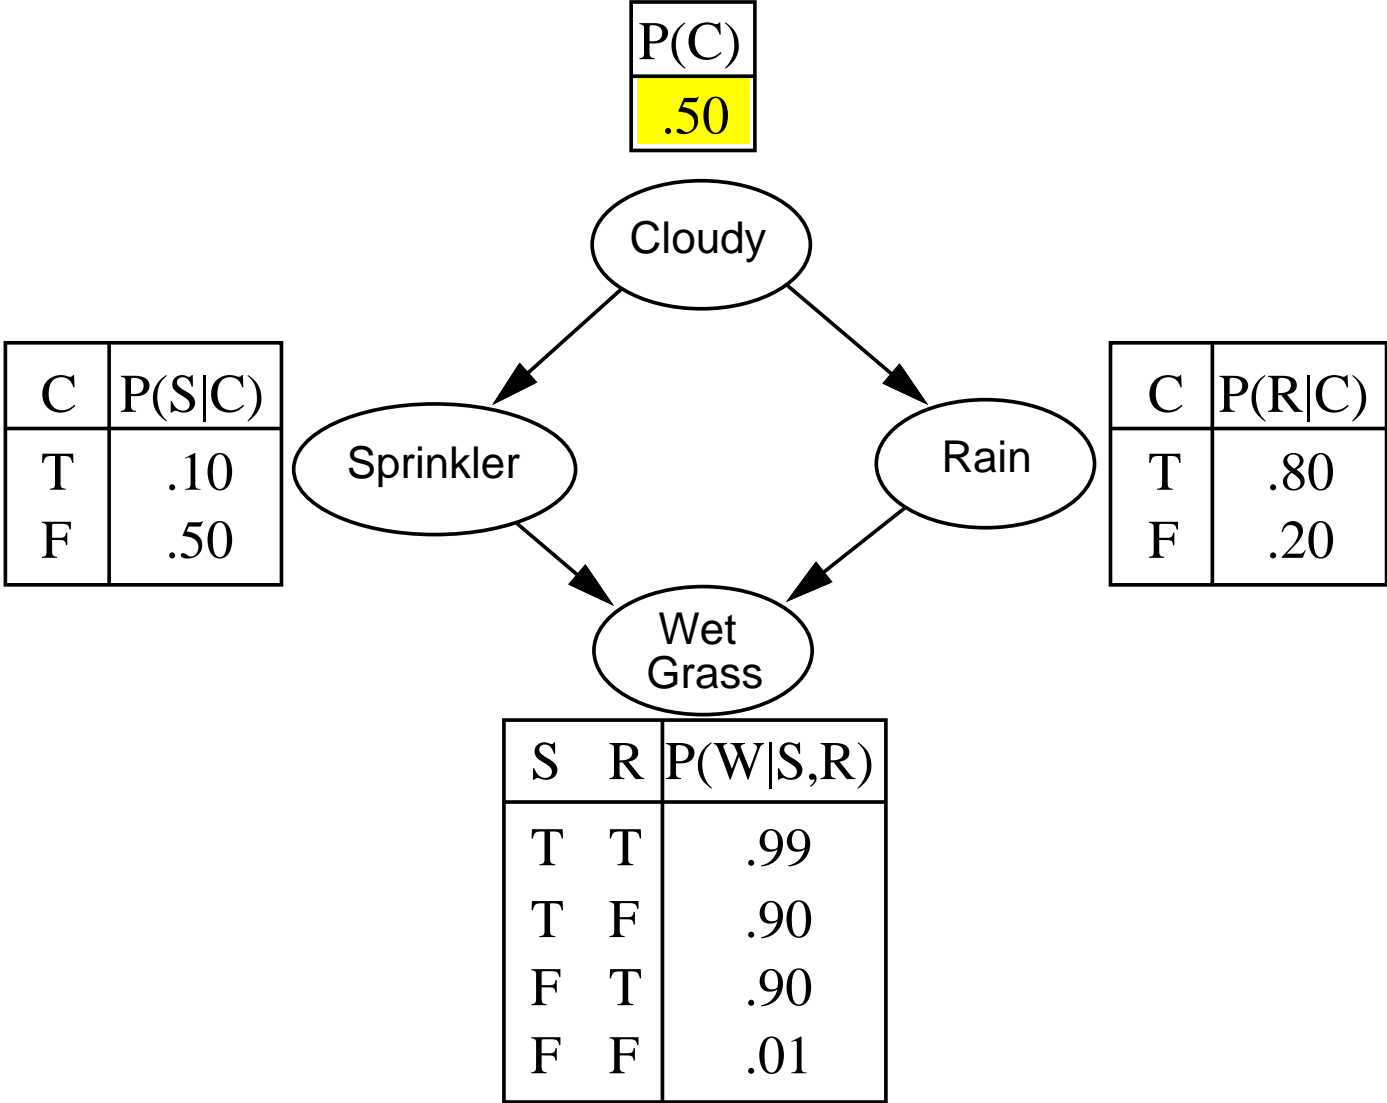 P(C)
.50
Cloudy
C P(S|C)
T .10
F .50
Sprinkler
Rain
C P(R|C)
T .80
F .20
Wet
Grass
S R P(W|S,R)
T T .99
T F .90
F T .90
F F .01